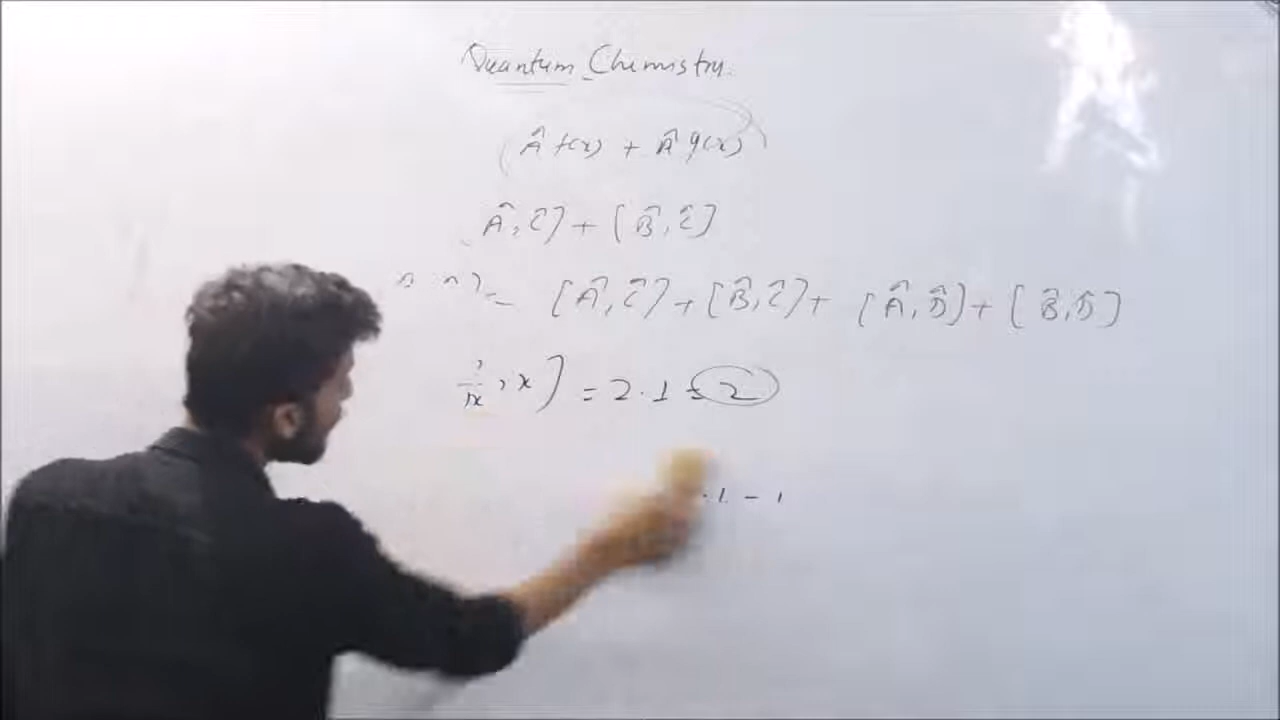 Quantum Chemistry.
(Â f(x) + Â g(x))
Â, Ĉ] + [B̂, Ĉ]
= [Â, Ĉ] + [B̂, Ĉ] + [Â, D̂] + [B̂, D̂]
, x] = 2·1 = 2